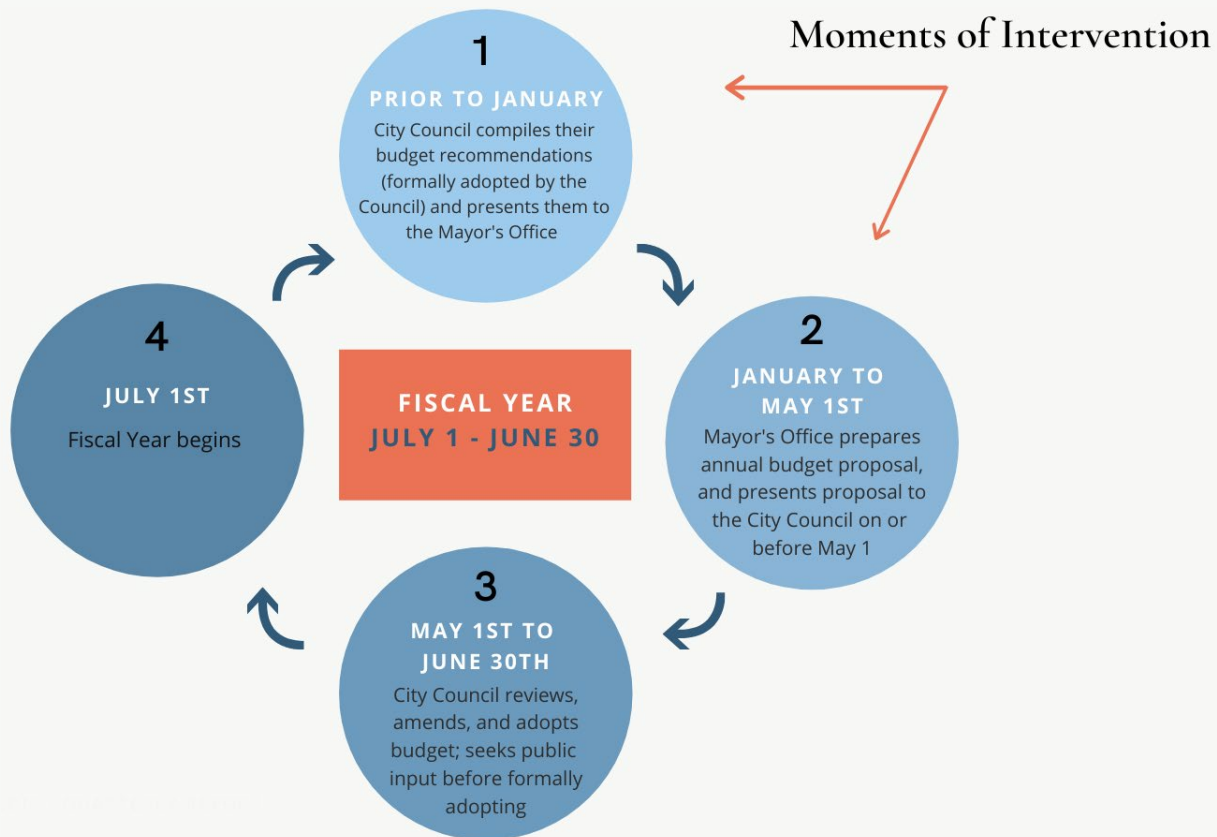 Moments of Intervention
1
PRIOR TO JANUARY
City Council compiles their
budget recommendations
(formally adopted by the
Council) and presents them to
the Mayor's Office
2
JANUARY TO
MAY 1ST
Mayor's Office prepares
annual budget proposal,
and presents proposal to
the City Council on or
before May 1
3
MAY 1ST TO
JUNE 30TH
City Council reviews,
amends, and adopts
budget; seeks public
input before formally
adopting
4
JULY 1ST
Fiscal Year begins
FISCAL YEAR
JULY 1 - JUNE 30